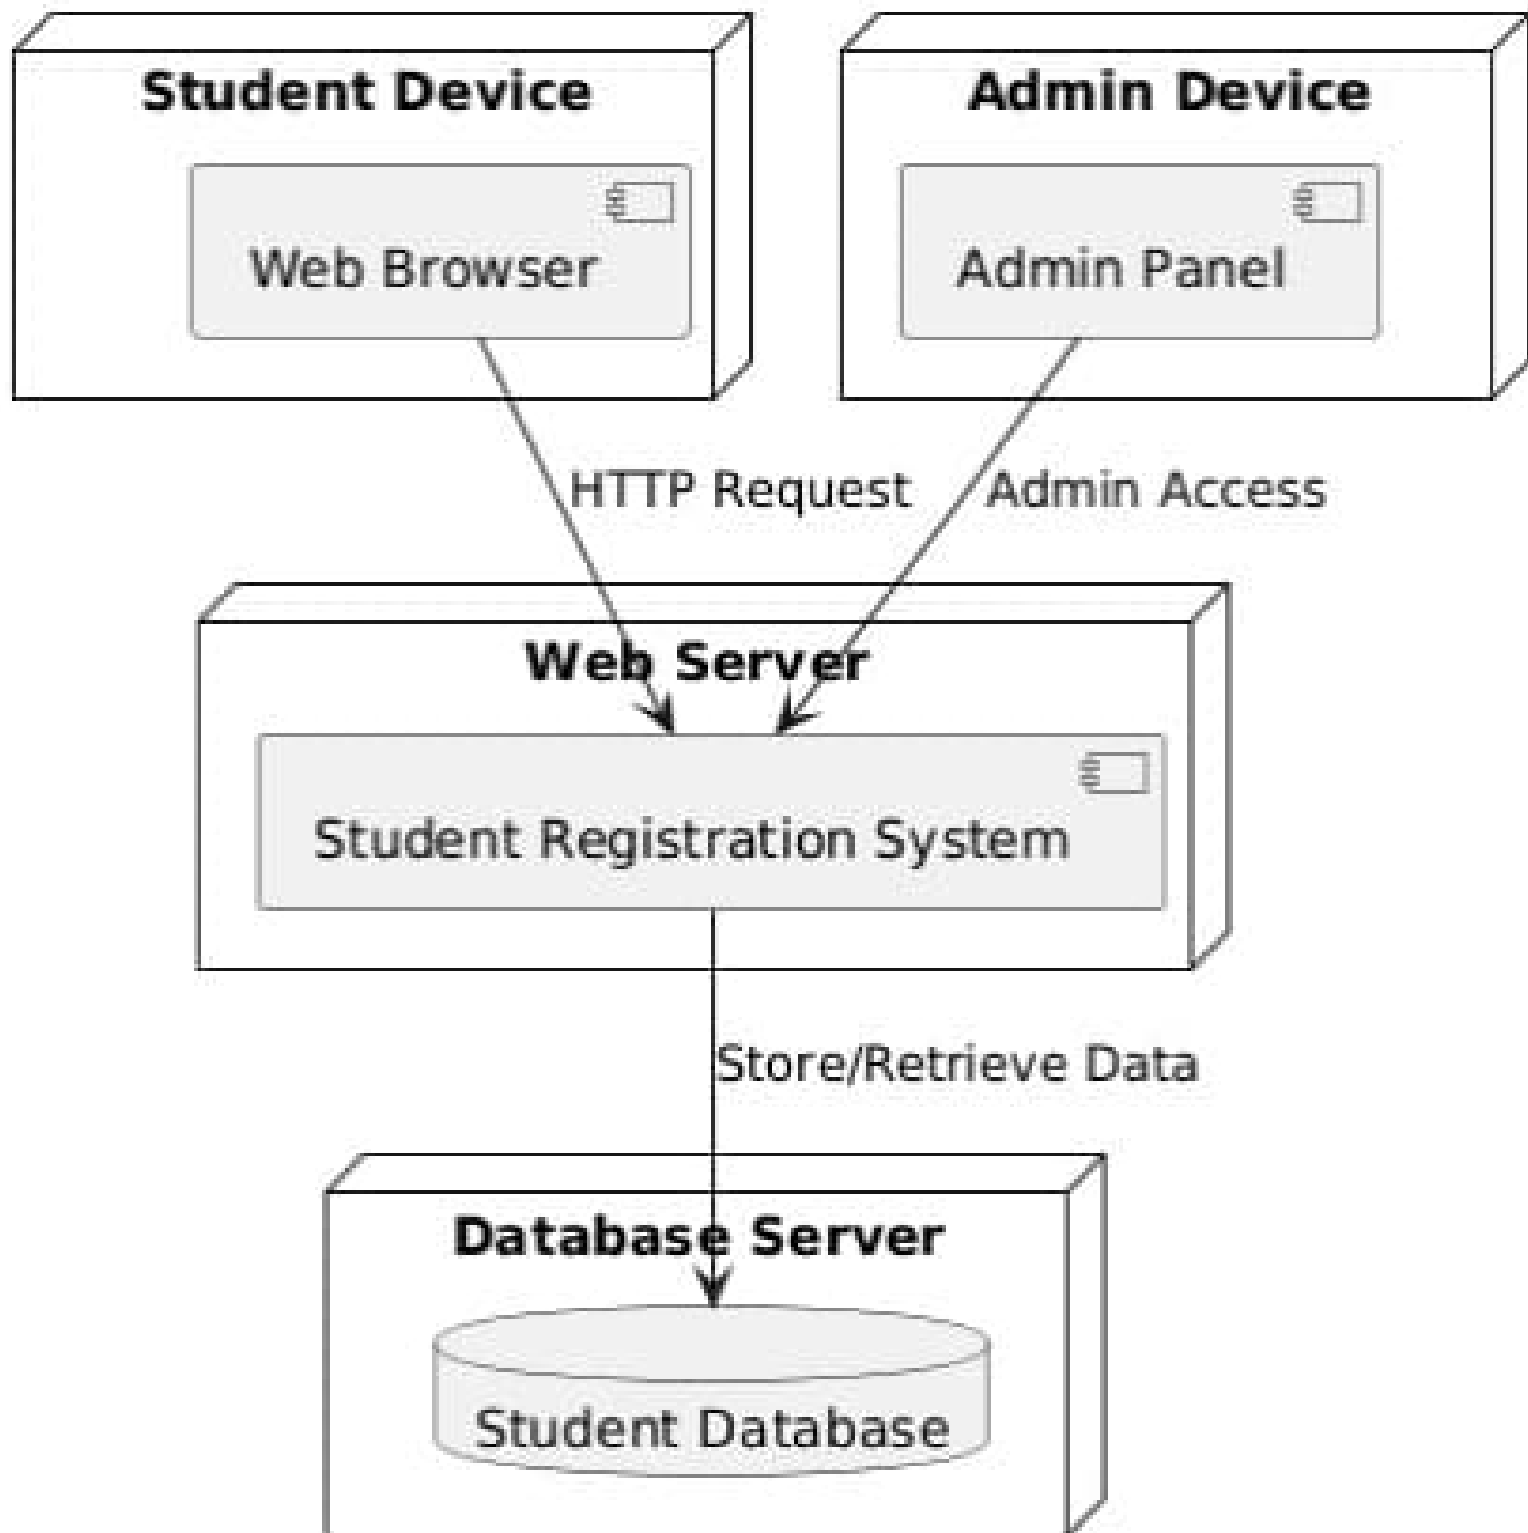 Student Device
Admin Device
Web Browser
Admin Panel
HTTP Request
Admin Access
Web Server
Student Registration System
Store/Retrieve Data
Database Server
Student Database